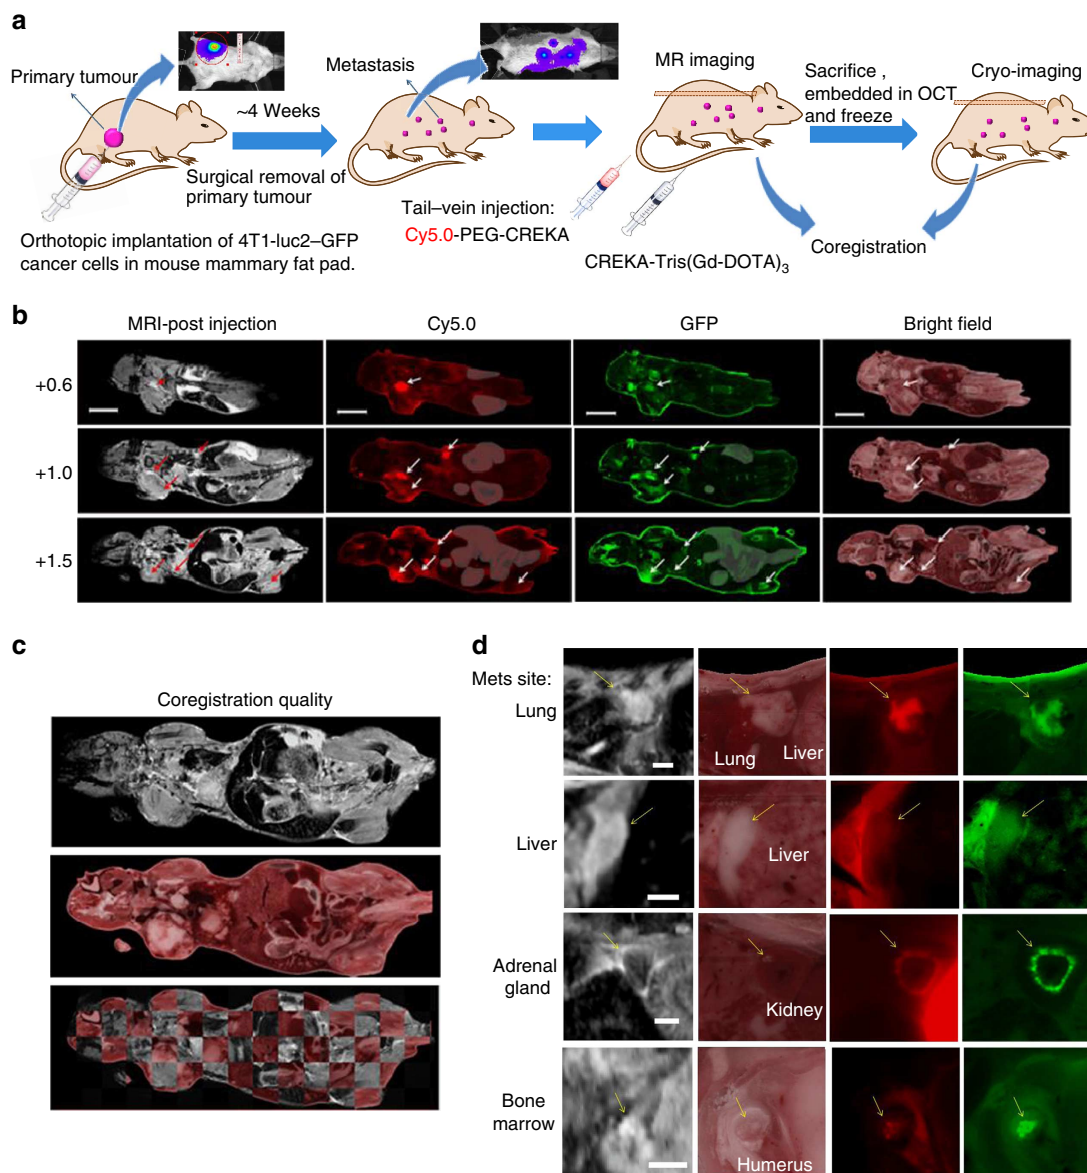 a
Primary tumour
~4 Weeks
Surgical removal of
primary tumour
Orthotopic implantation of 4T1-luc2–GFP
cancer cells in mouse mammary fat pad.
Metastasis
Tail–vein injection:
Cy5.0-PEG-CREKA
MR imaging
CREKA-Tris(Gd-DOTA)3
Sacrifice ,
embedded in OCT
and freeze
Cryo-imaging
Coregistration
b
MRI-post injection
Cy5.0
GFP
Bright field
+0.6
+1.0
+1.5
c
Coregistration quality
d
Mets site:
Lung
Lung
Liver
Liver
Liver
Adrenal
gland
Kidney
Bone
marrow
Humerus